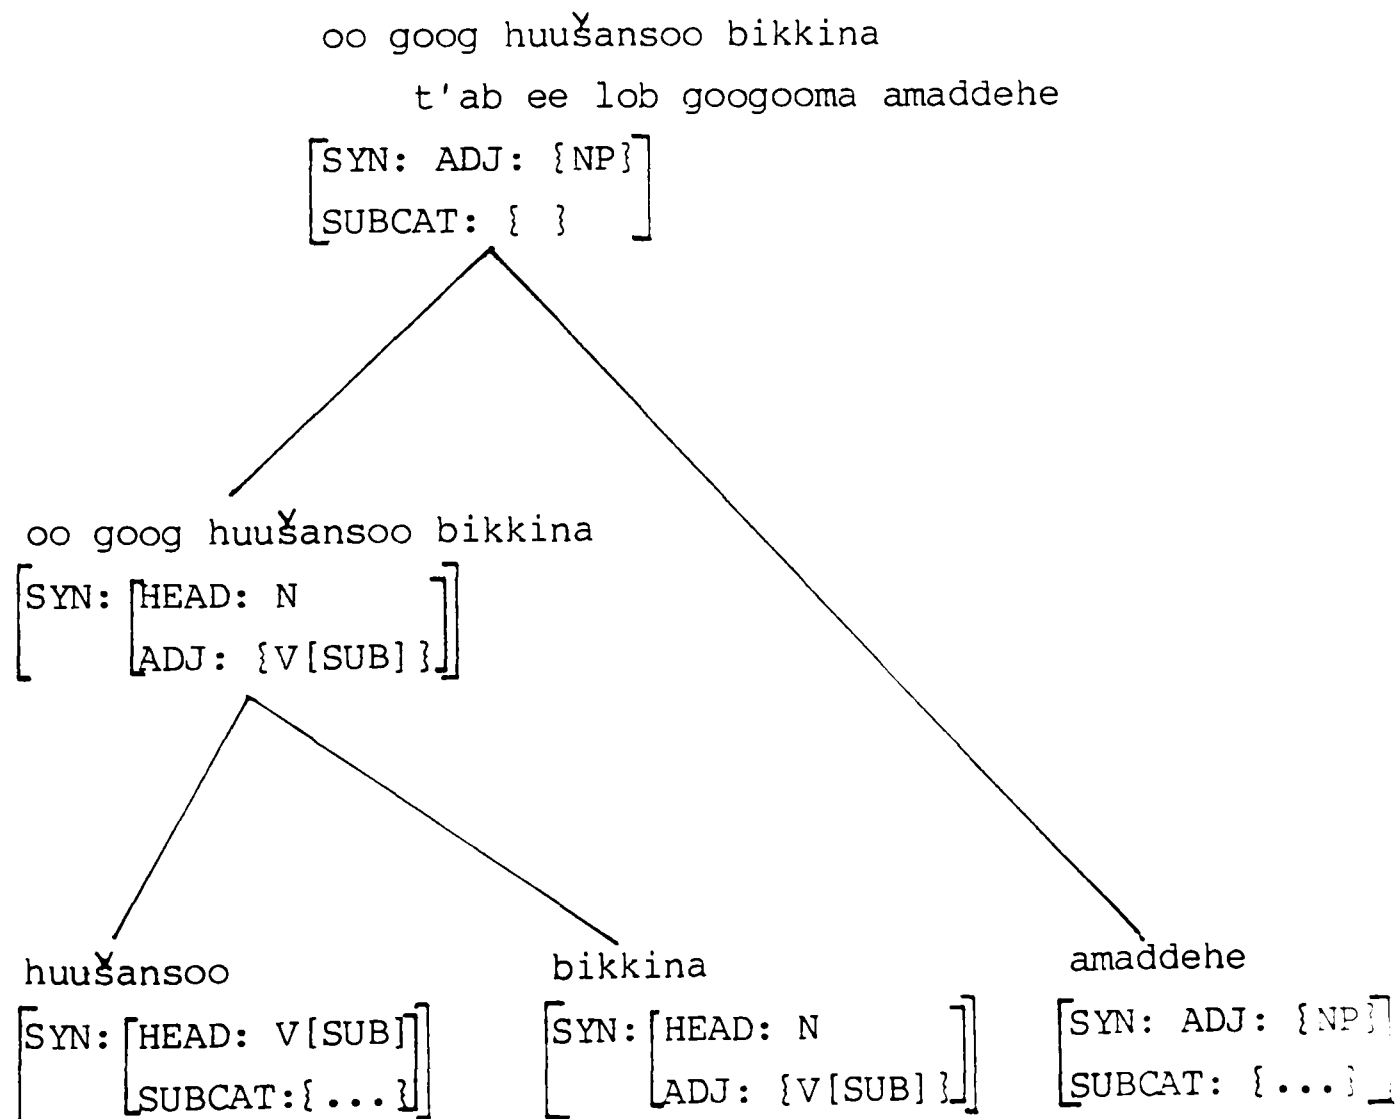 oo goog huušansoo bikkina
t'ab ee lob googooma amaddehe
[SYN: ADJ: {NP}
SUBCAT: { }]
oo goog huušansoo bikkina
[SYN: [HEAD: N
ADJ: {V[SUB]}]]
huušansoo
[SYN: [HEAD: V[SUB]
SUBCAT:{...}]]
bikkina
[SYN: [HEAD: N
ADJ: {V[SUB]}]]
amaddehe
[SYN: ADJ: {NP}
SUBCAT: {...}]